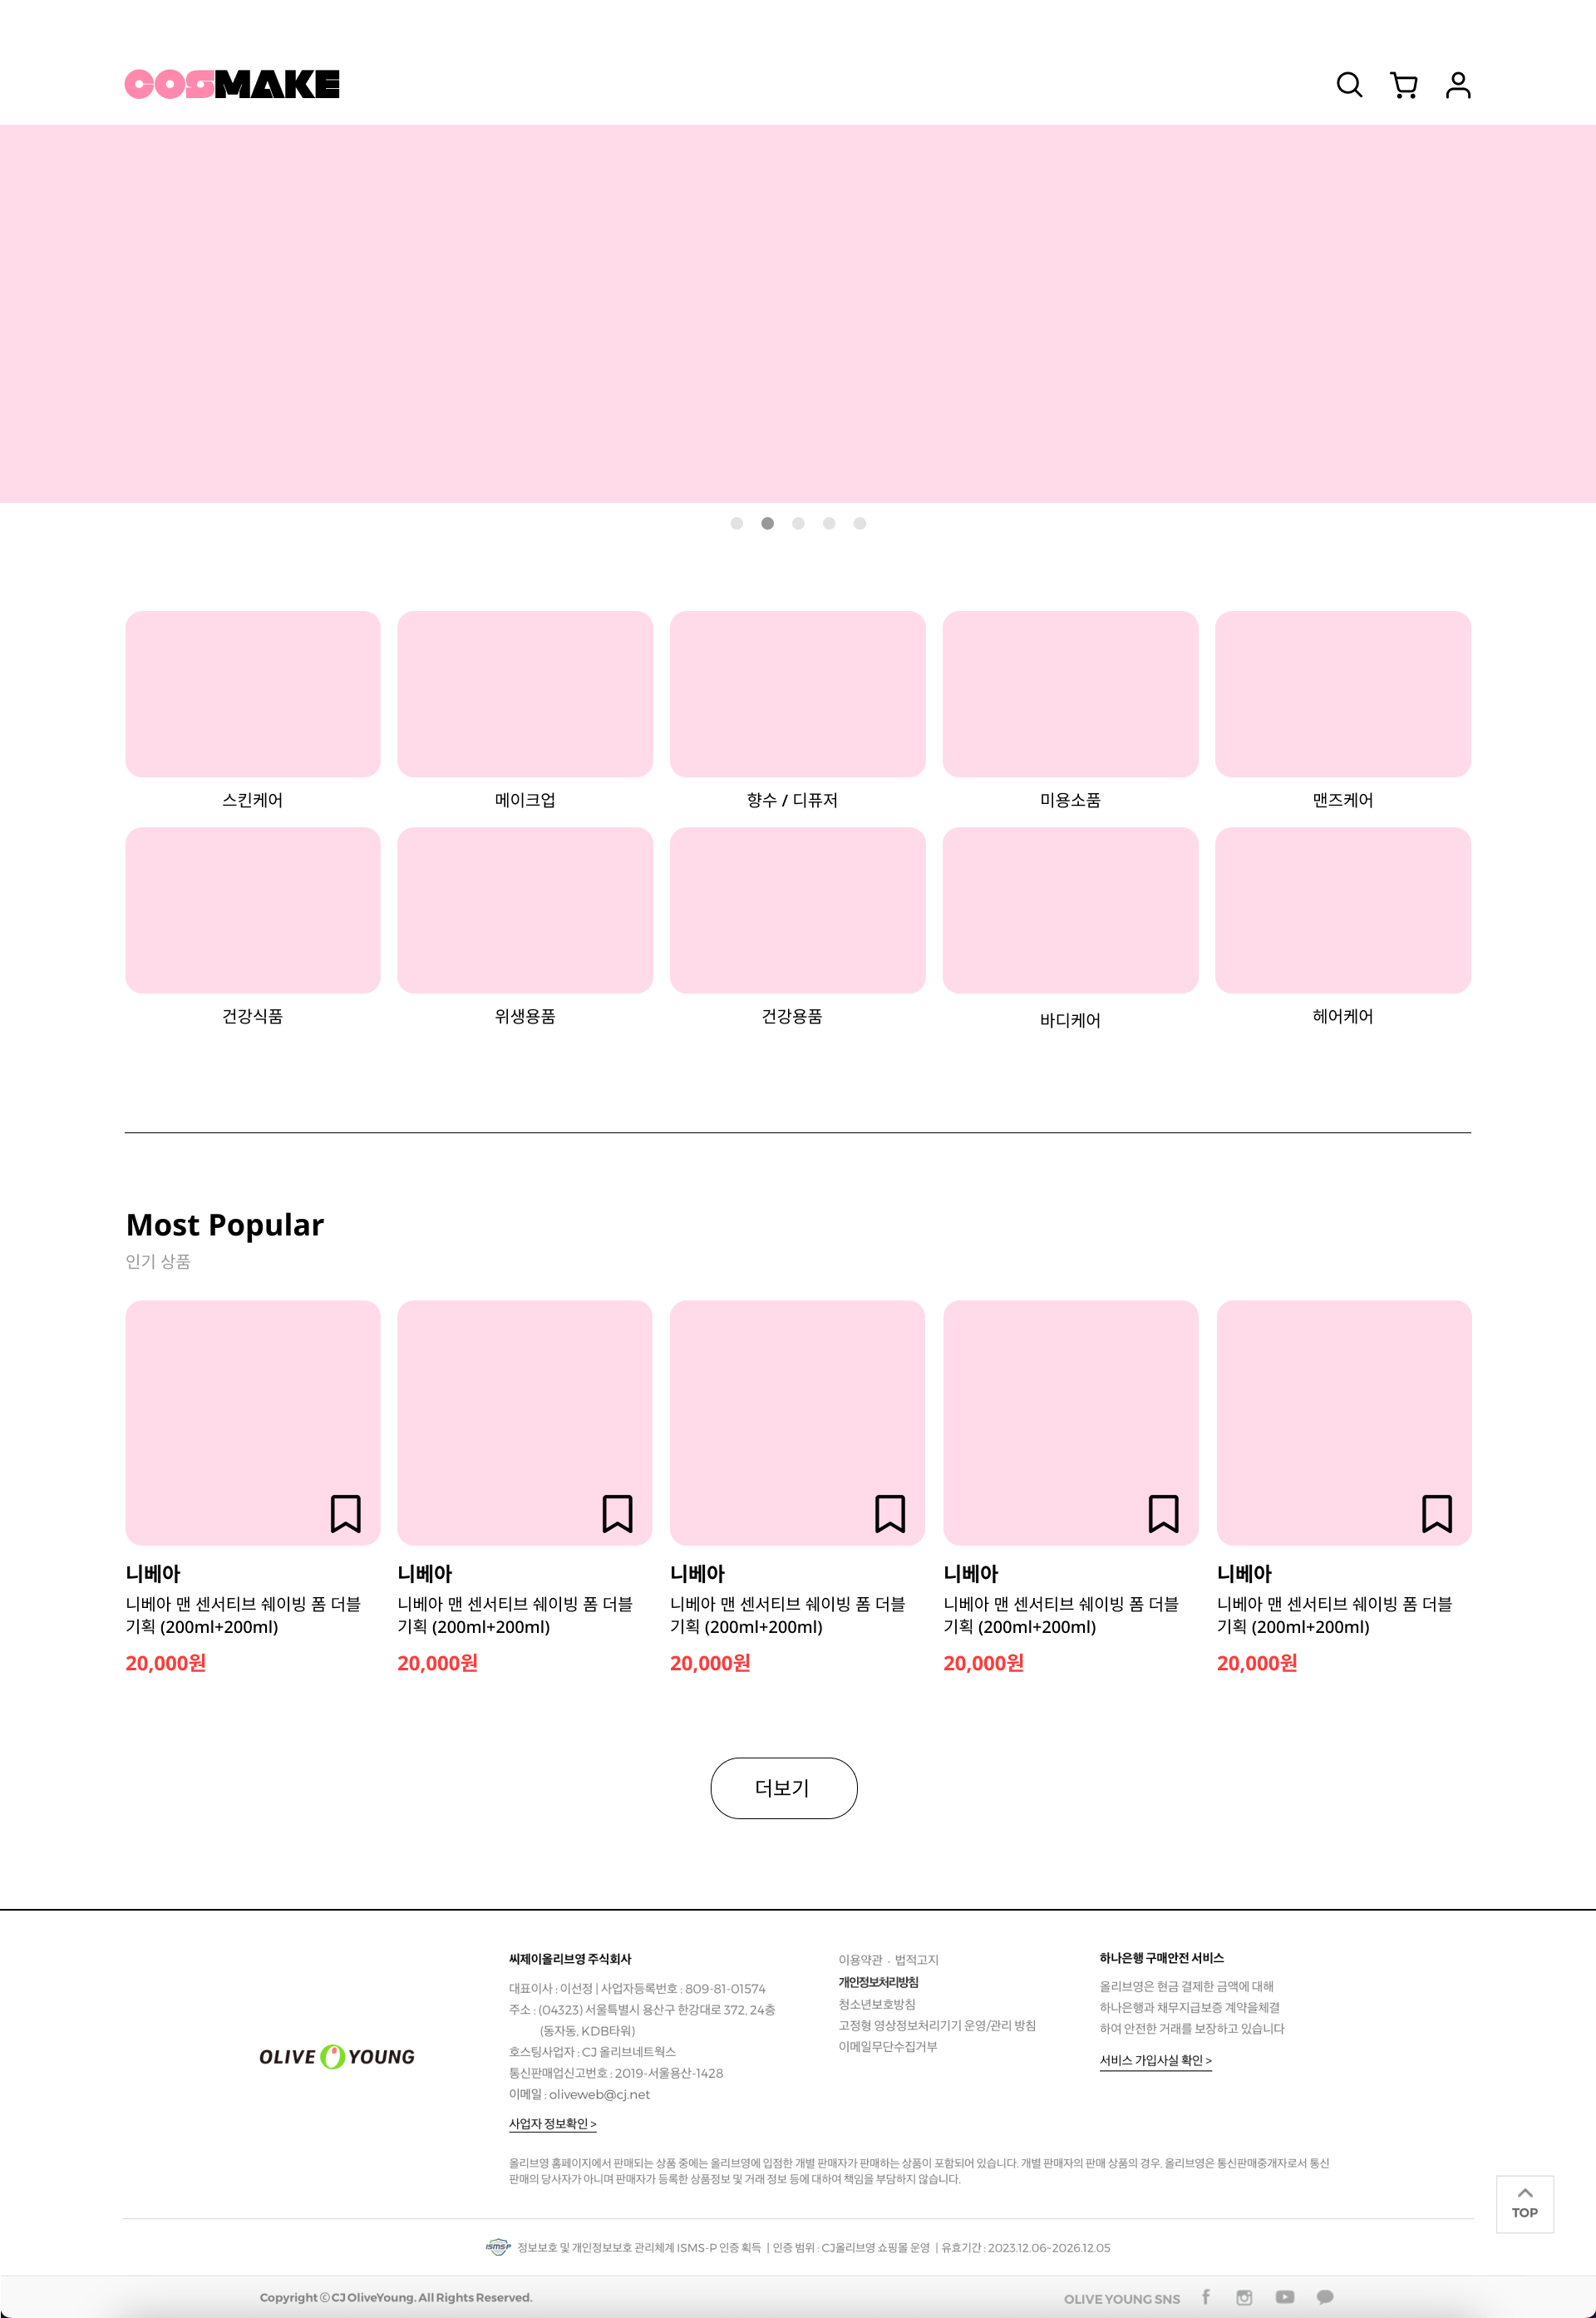 COSMAKE
스킨케어
메이크업
향수 / 디퓨저
미용소품
맨즈케어
건강식품
위생용품
건강용품
바디케어
헤어케어
Most Popular
인기 상품
니베아
니베아 맨 센서티브 쉐이빙 폼 더블
기획 (200ml+200ml)
20,000원
니베아
니베아 맨 센서티브 쉐이빙 폼 더블
기획 (200ml+200ml)
20,000원
니베아
니베아 맨 센서티브 쉐이빙 폼 더블
기획 (200ml+200ml)
20,000원
니베아
니베아 맨 센서티브 쉐이빙 폼 더블
기획 (200ml+200ml)
20,000원
니베아
니베아 맨 센서티브 쉐이빙 폼 더블
기획 (200ml+200ml)
20,000원
더보기
OLIVE YOUNG
씨제이올리브영 주식회사
대표이사 : 이선정 | 사업자등록번호 : 809-81-01574
주소 : (04323) 서울특별시 용산구 한강대로 372, 24층
(동자동, KDB타워)
호스팅사업자 : CJ 올리브네트웍스
통신판매업신고번호 : 2019-서울용산-1428
이메일 : oliveweb@cj.net
사업자 정보확인 >
이용약관 · 법적고지
개인정보처리방침
청소년보호방침
고정형 영상정보처리기기 운영/관리 방침
이메일무단수집거부
하나은행 구매안전 서비스
올리브영은 현금 결제한 금액에 대해
하나은행과 채무지급보증 계약을체결
하여 안전한 거래를 보장하고 있습니다
서비스 가입사실 확인 >
올리브영 홈페이지에서 판매되는 상품 중에는 올리브영에 입점한 개별 판매자가 판매하는 상품이 포함되어 있습니다. 개별 판매자의 판매 상품의 경우, 올리브영은 통신판매중개자로서 통신
판매의 당사자가 아니며 판매자가 등록한 상품정보 및 거래 정보 등에 대하여 책임을 부담하지 않습니다.
TOP
ISMS-P 정보보호 및 개인정보보호 관리체계 ISMS-P 인증 획득 | 인증 범위 : CJ올리브영 쇼핑몰 운영 | 유효기간 : 2023.12.06~2026.12.05
Copyright ⓒ CJ OliveYoung. All Rights Reserved.
OLIVE YOUNG SNS